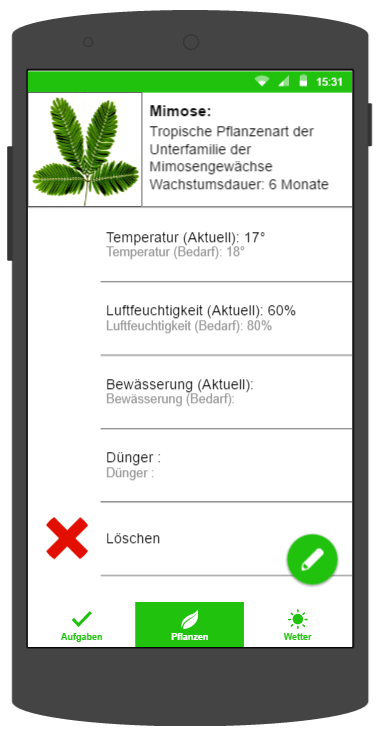 15:31
Mimose:
Tropische Pflanzenart der
Unterfamilie der
Mimosengewächse
Wachstumsdauer: 6 Monate
Temperatur (Aktuell): 17°
Temperatur (Bedarf): 18°
Luftfeuchtigkeit (Aktuell): 60%
Luftfeuchtigkeit (Bedarf): 80%
Bewässerung (Aktuell):
Bewässerung (Bedarf):
Dünger :
Dünger :
Löschen
Aufgaben
Pflanzen
Wetter